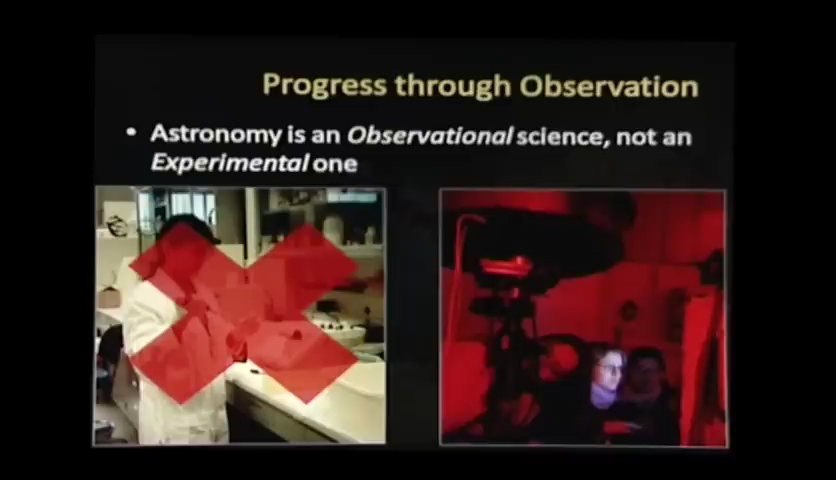 Progress through Observation
• Astronomy is an Observational science, not an
Experimental one